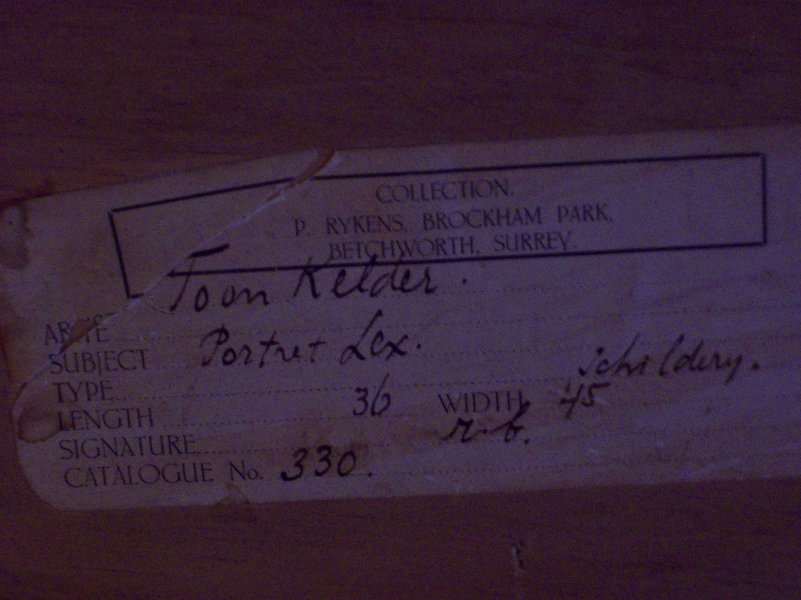 COLLECTION.
P. RYKENS, BROCKHAM PARK,
BETCHWORTH, SURREY.
Toon Kelder.
ARTIST
SUBJECT Portret Lex.
TYPE schildery.
LENGTH 36 WIDTH 45
SIGNATURE r.b.
CATALOGUE No. 330.